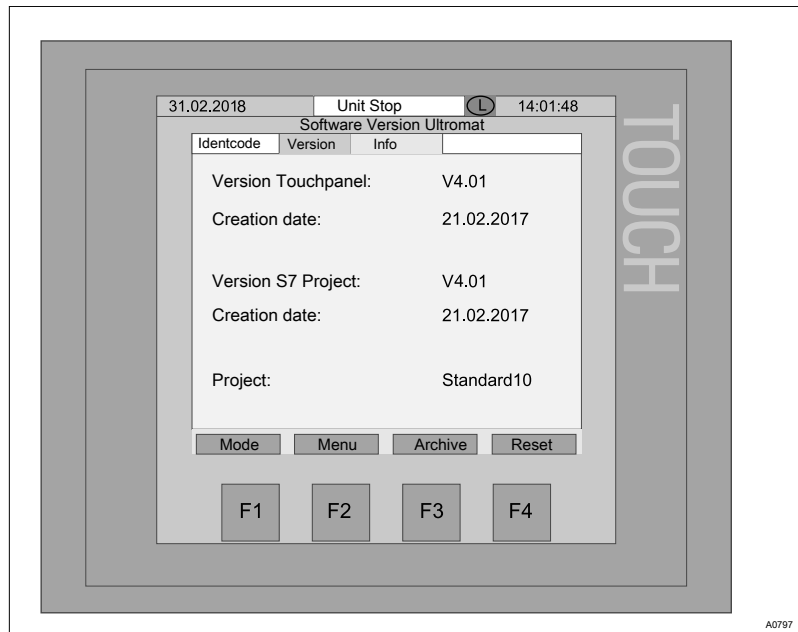 31.02.2018 Unit Stop L 14:01:48
Software Version Ultromat
Identcode Version Info
Version Touchpanel: V4.01
Creation date: 21.02.2017
Version S7 Project: V4.01
Creation date: 21.02.2017
Project: Standard10
Mode Menu Archive Reset
F1 F2 F3 F4
TOUCH
A0797